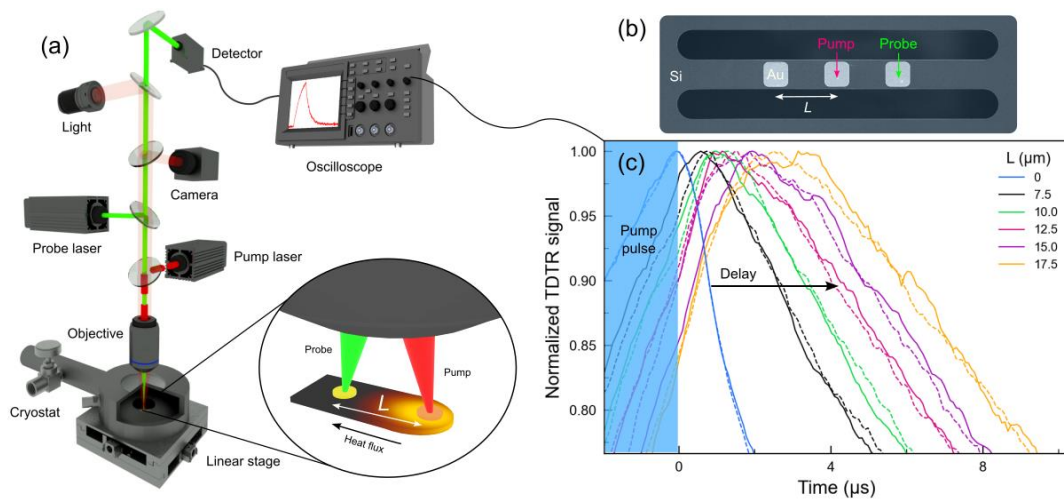 (a)
Detector
Light
Oscilloscope
Camera
Probe laser
Pump laser
Objective
Cryostat
Linear stage
Probe
Pump
L
Heat flux
(b)
Pump
Probe
Si
Au
L
(c)
Normalized TDTR signal
1.00
0.95
0.90
0.85
0.80
Pump
pulse
Delay
L (μm)
0
7.5
10.0
12.5
15.0
17.5
0
4
8
Time (μs)